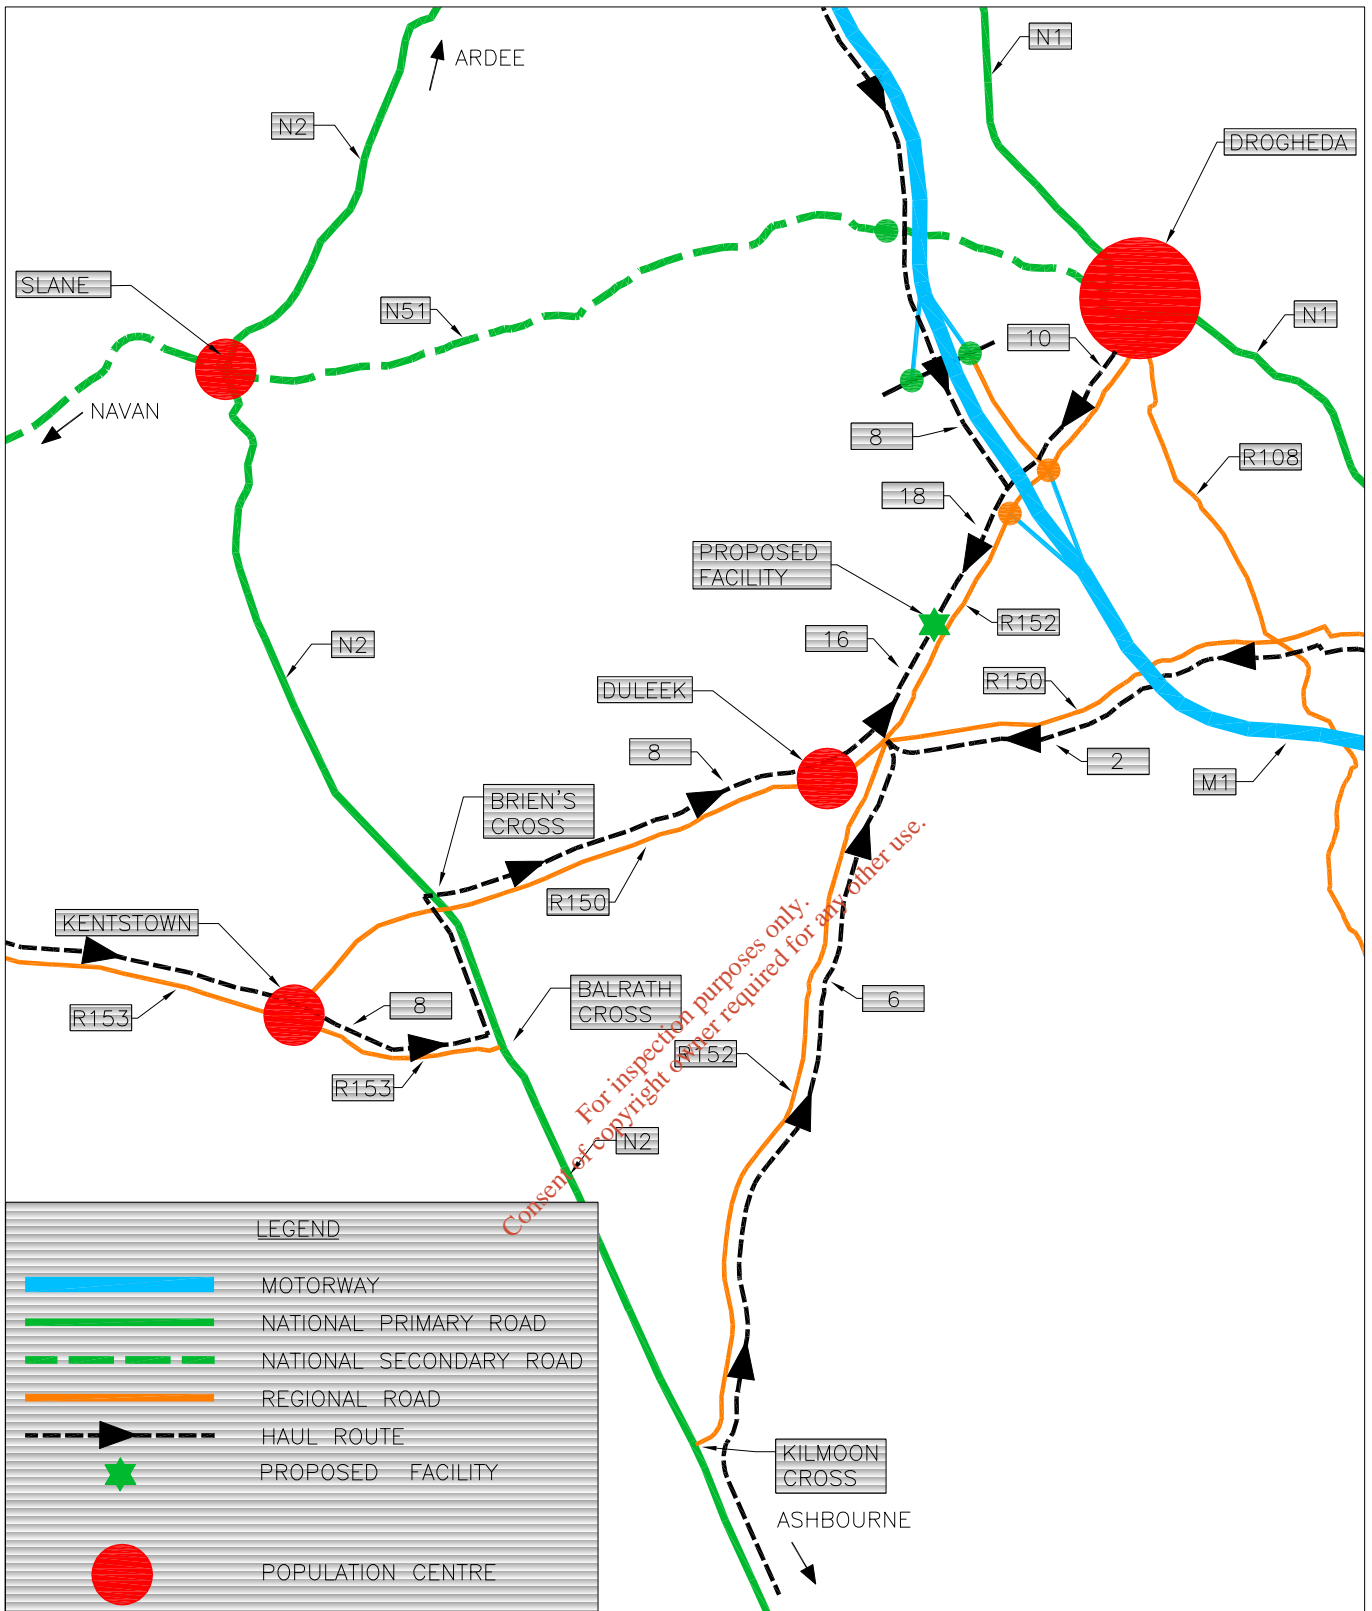 N1
ARDEE
N2
DROGHEDA
SLANE
N51
N1
10
NAVAN
8
R108
18
PROPOSED
FACILITY
R152
16
N2
R150
DULEEK
8
2
M1
BRIEN'S
CROSS
R150
KENTSTOWN
BALRATH
CROSS
8
6
R153
R152
R153
N2
For inspection purposes only.
Consent of copyright owner required for any other use.
LEGEND
MOTORWAY
NATIONAL PRIMARY ROAD
NATIONAL SECONDARY ROAD
REGIONAL ROAD
HAUL ROUTE
PROPOSED FACILITY
POPULATION CENTRE
KILMOON
CROSS
ASHBOURNE